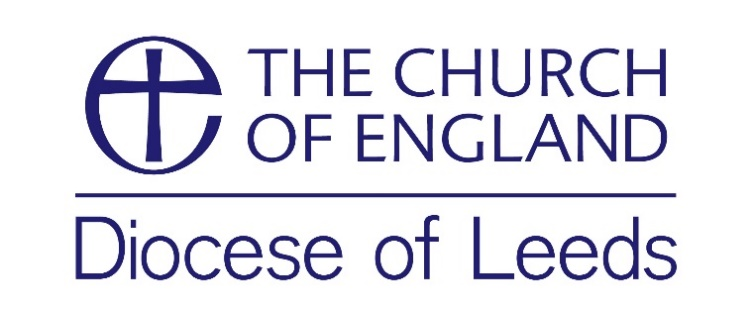 THE CHURCH
OF ENGLAND
Diocese of Leeds